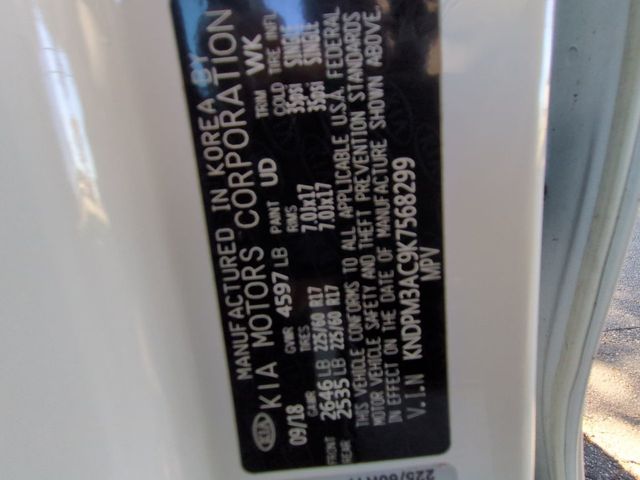 MANUFACTURED IN KOREA BY
KIA KIA MOTORS CORPORATION
09/18 GVWR 4597 LB PAINT UD TRIM WK
GAWR TIRES RIMS COLD TIRE INFL.
FRONT 2646 LB 225/60 R17 7.0Jx17 35psi SINGLE
REAR 2535 LB 225/60 R17 7.0Jx17 35psi SINGLE
THIS VEHICLE CONFORMS TO ALL APPLICABLE U.S.A. FEDERAL
MOTOR VEHICLE SAFETY AND THEFT PREVENTION STANDARDS
IN EFFECT ON THE DATE OF MANUFACTURE SHOWN ABOVE.
V.I.N KNDPM3AC9K7568299
MPV